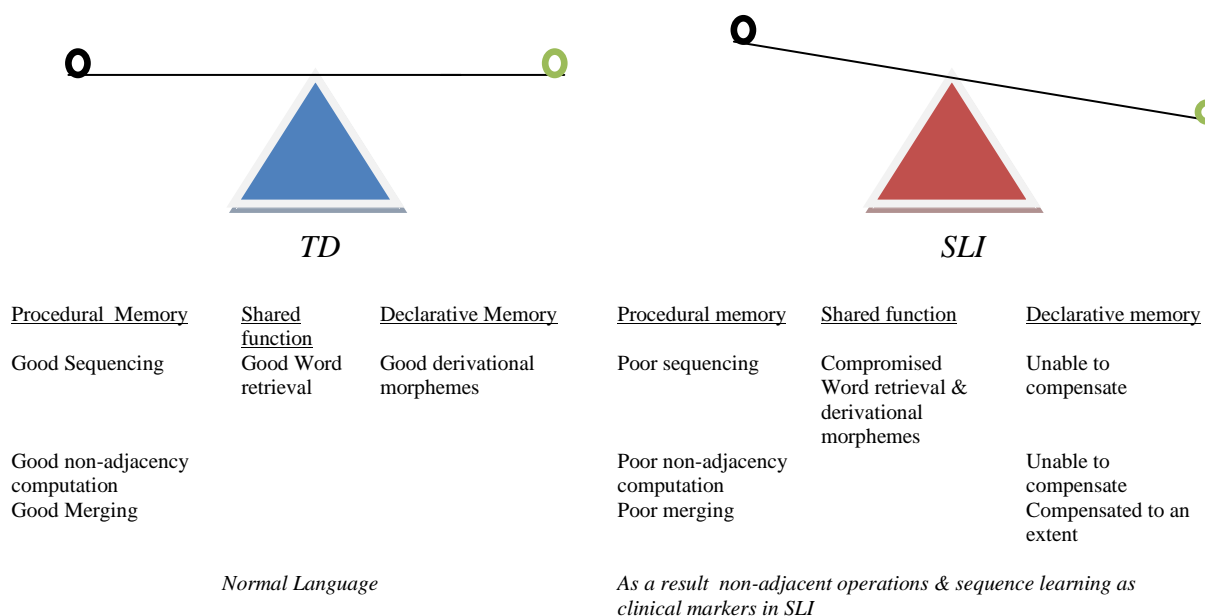 TD
SLI
Procedural Memory
Shared
function
Declarative Memory
Good Sequencing
Good Word
retrieval
Good derivational
morphemes
Good non-adjacency
computation
Good Merging
Normal Language
Procedural memory
Shared function
Declarative memory
Poor sequencing
Compromised
Word retrieval &
derivational
morphemes
Unable to
compensate
Poor non-adjacency
computation
Unable to
compensate
Poor merging
Compensated to an
extent
As a result non-adjacent operations & sequence learning as
clinical markers in SLI